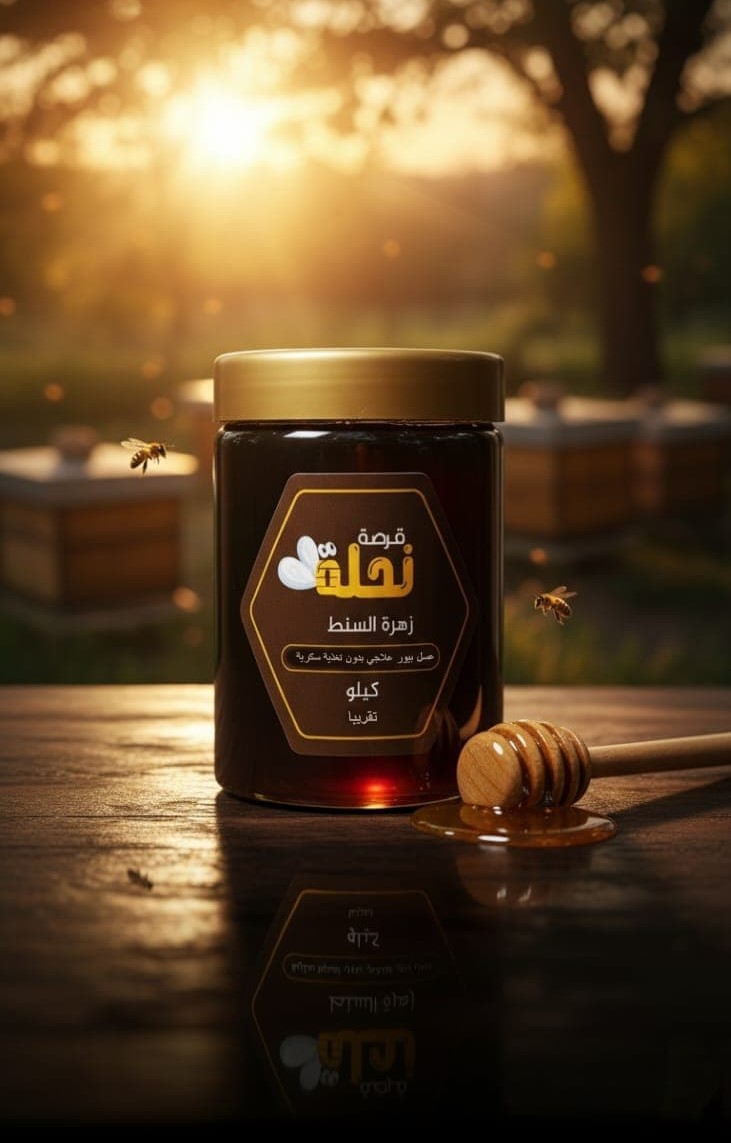 قرصة
نحلة
زهرة السنط
عسل بيور علاجي بدون تغذية سكرية
كيلو
تقريبا